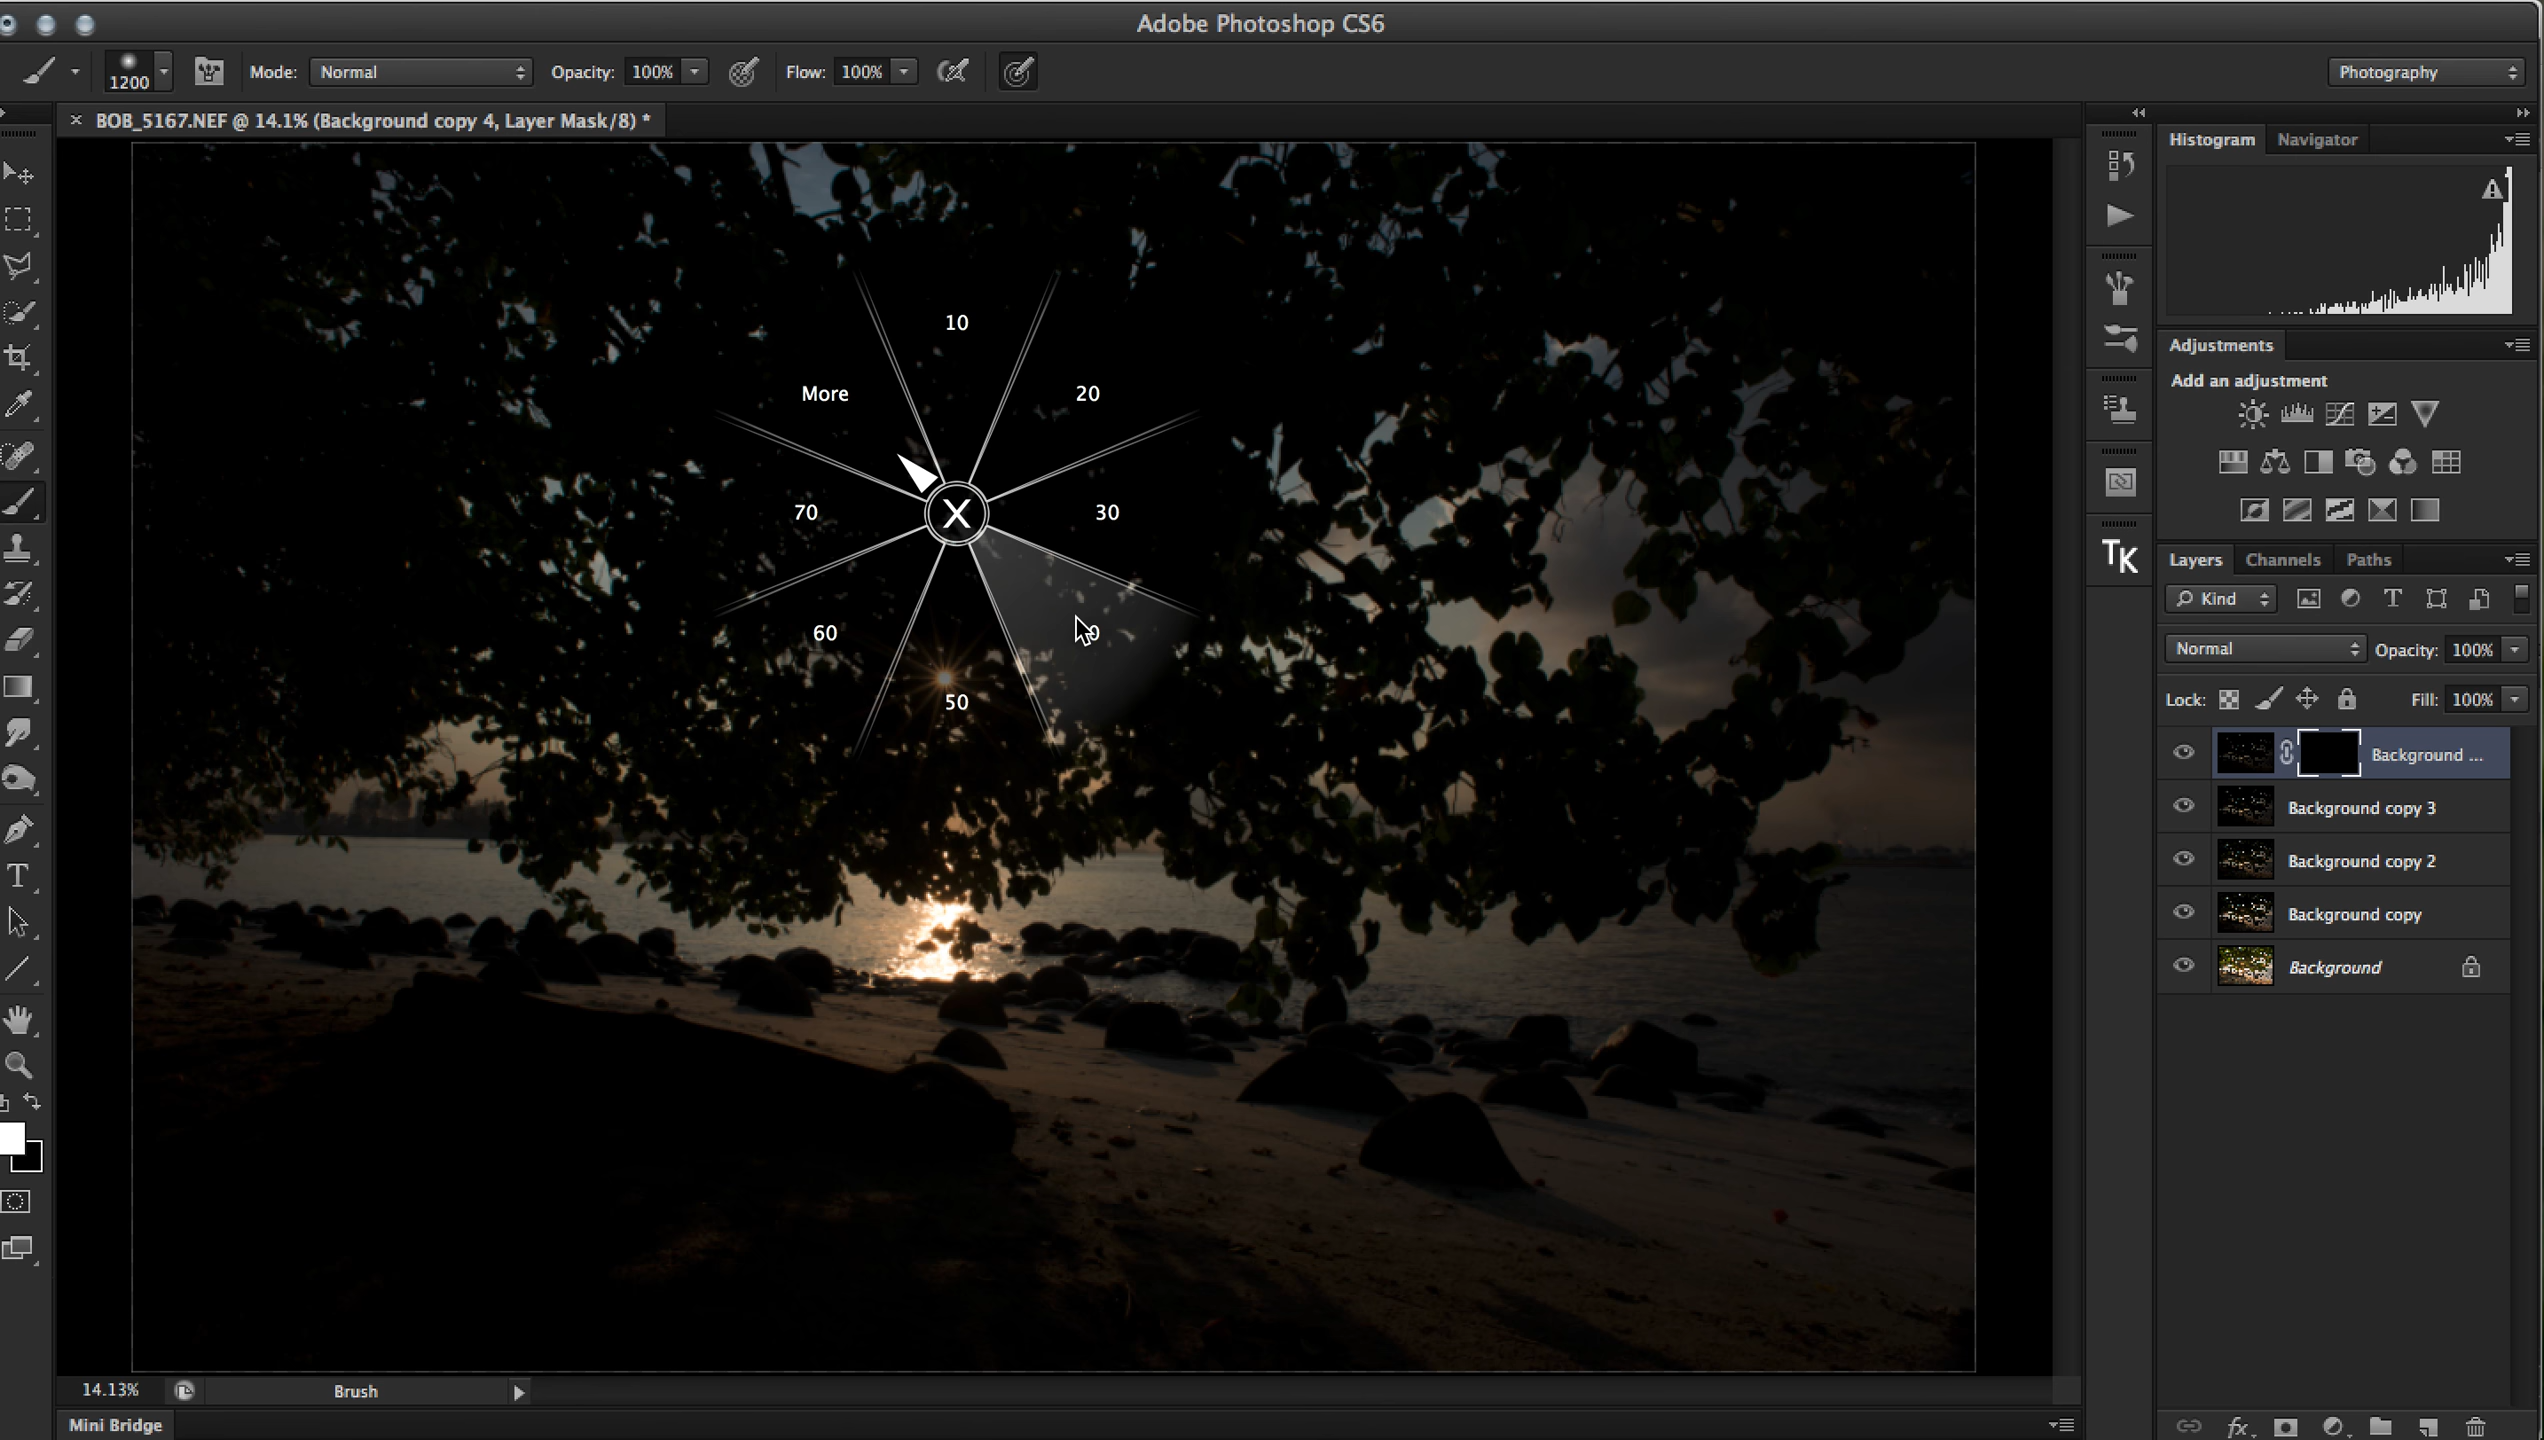 Adobe Photoshop CS6
1200 Mode: Normal Opacity: 100% Flow: 100% Photography
× BOB_5167.NEF @ 14.1% (Background copy 4, Layer Mask/8) *
Histogram Navigator
10
Adjustments
Add an adjustment
More 20
70 X 30
TK
Layers Channels Paths
Kind T
60
Normal Opacity: 100%
50
Lock: Fill: 100%
Background ...
Background copy 3
Background copy 2
T
Background copy
Background
14.13% Brush
Mini Bridge
fx